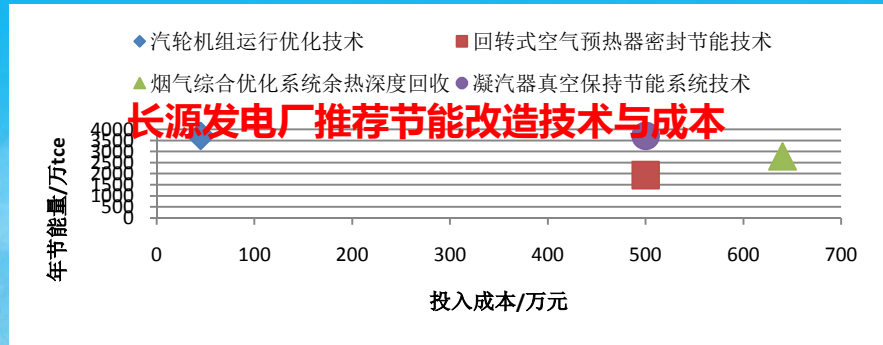 汽轮机组运行优化技术
回转式空气预热器密封节能技术
烟气综合优化系统余热深度回收
凝汽器真空保持节能系统技术
长源发电厂推荐节能改造技术与成本
年节能量/万tce
4000
3500
3000
2500
2000
1500
1000
500
0
0 100 200 300 400 500 600 700
投入成本/万元